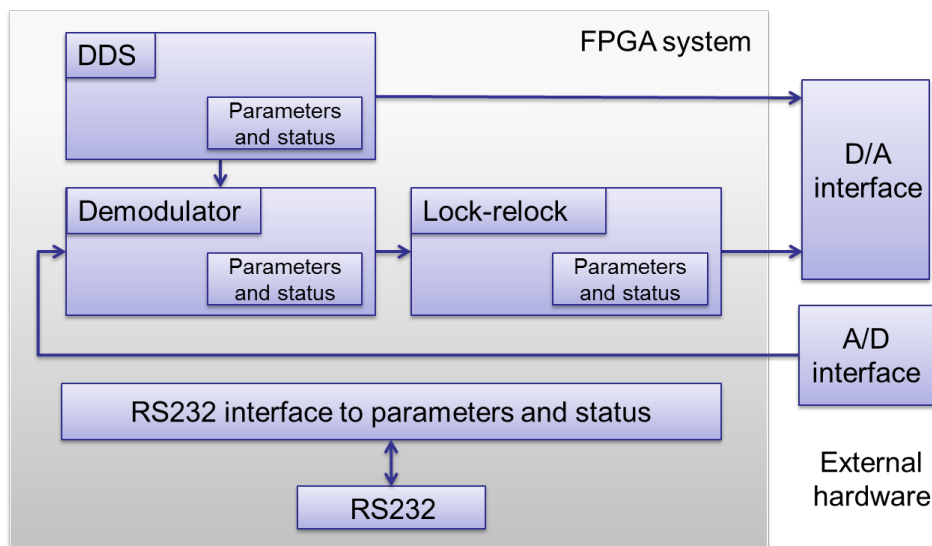 DDS
FPGA system
Parameters
and status
D/A
interface
Demodulator
Lock-relock
Parameters
and status
Parameters
and status
A/D
interface
RS232 interface to parameters and status
RS232
External
hardware